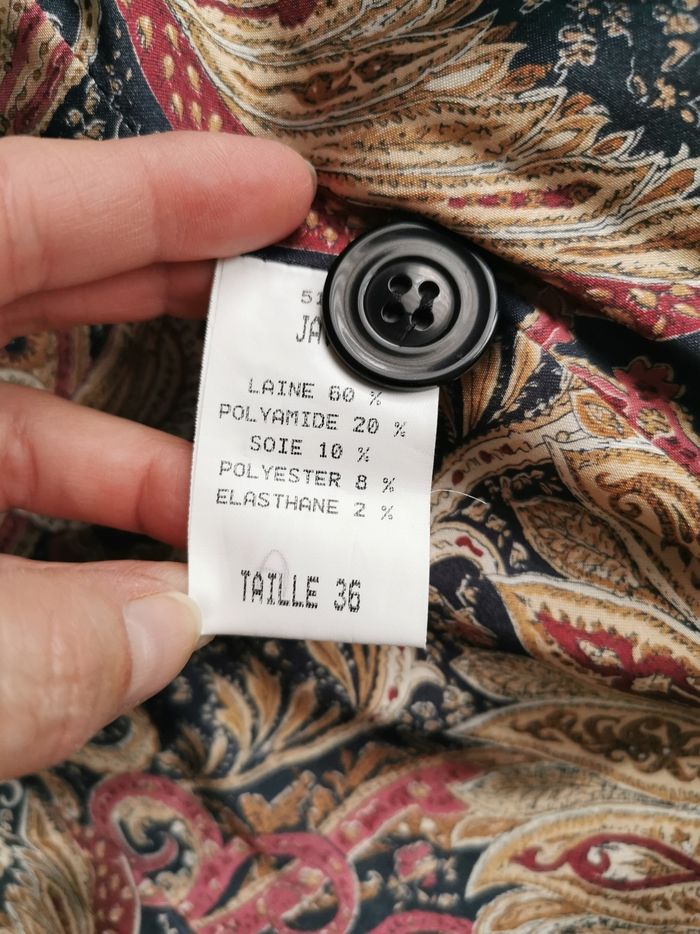 LAINE 60 %
POLYAMIDE 20 %
SOIE 10 %
POLYESTER 8 %
ELASTHANE 2 %
TAILLE 36